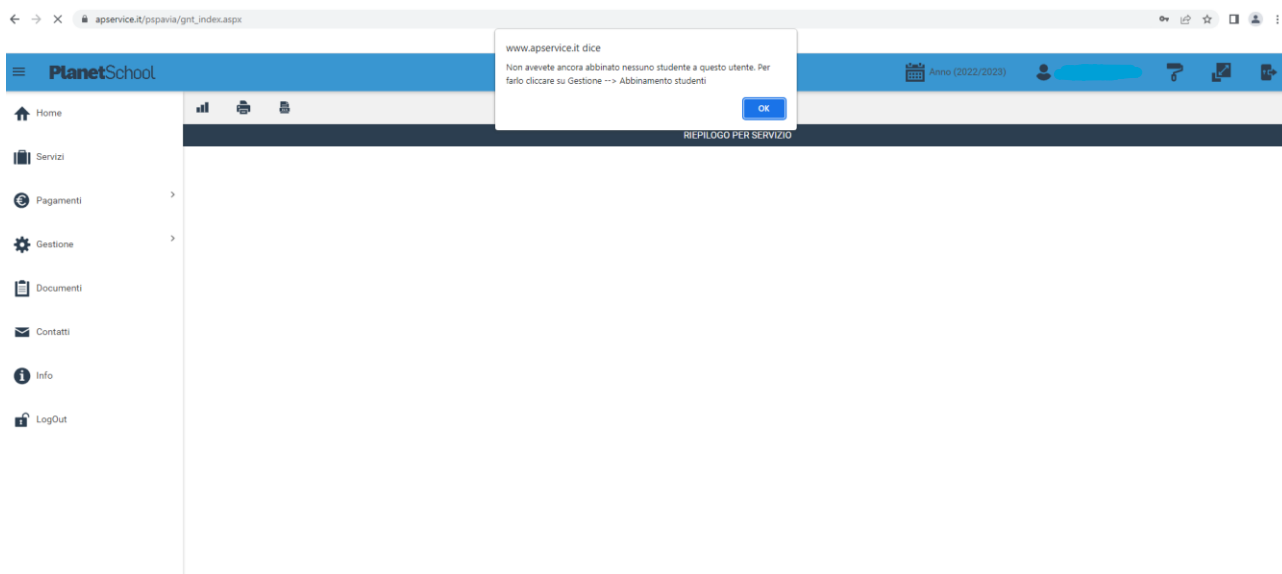 apservice.it/pspavia/gnt_index.aspx
www.apservice.it dice
Non avevete ancora abbinato nessuno studente a questo utente. Per
farlo cliccare su Gestione --> Abbinamento studenti
OK
PlanetSchool
Anno (2022/2023)
Home
RIEPILOGO PER SERVIZIO
Servizi
Pagamenti
Gestione
Documenti
Contatti
Info
LogOut